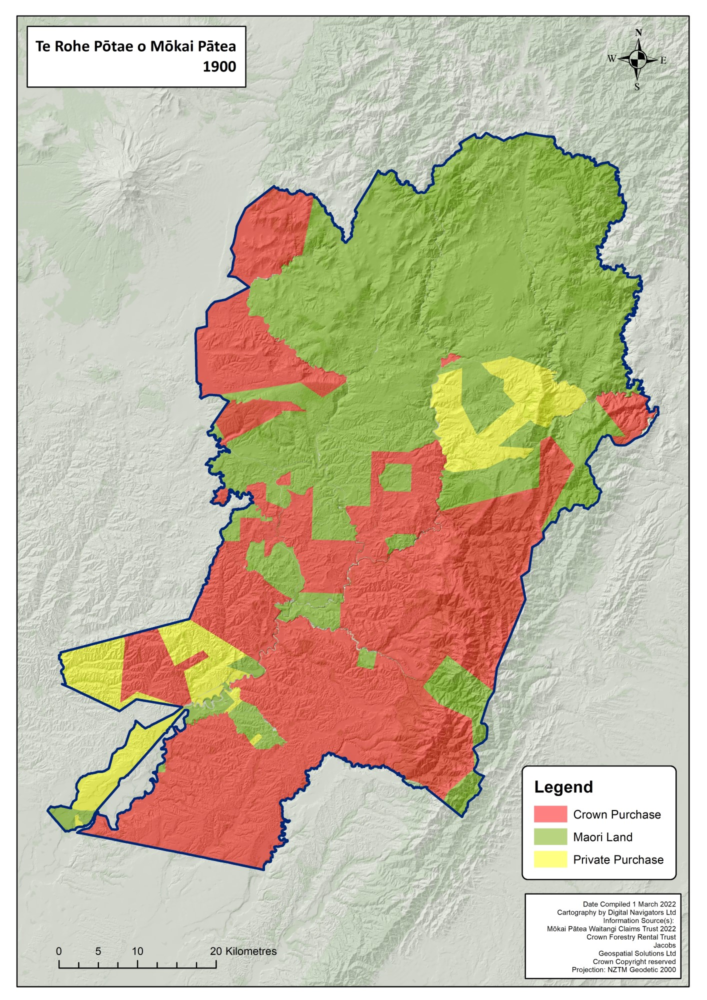 Te Rohe Pōtae o Mōkai Pātea
1900
N
W
E
S
Legend
Crown Purchase
Maori Land
Private Purchase
Date Compiled 1 March 2022
Cartography by Digital Navigators Ltd
Information Source(s):
Mōkai Pātea Waitangi Claims Trust 2022
Crown Forestry Rental Trust
Jacobs
Geospatial Solutions Ltd
Crown Copyright reserved
Projection: NZTM Geodetic 2000
0 5 10 20 Kilometres